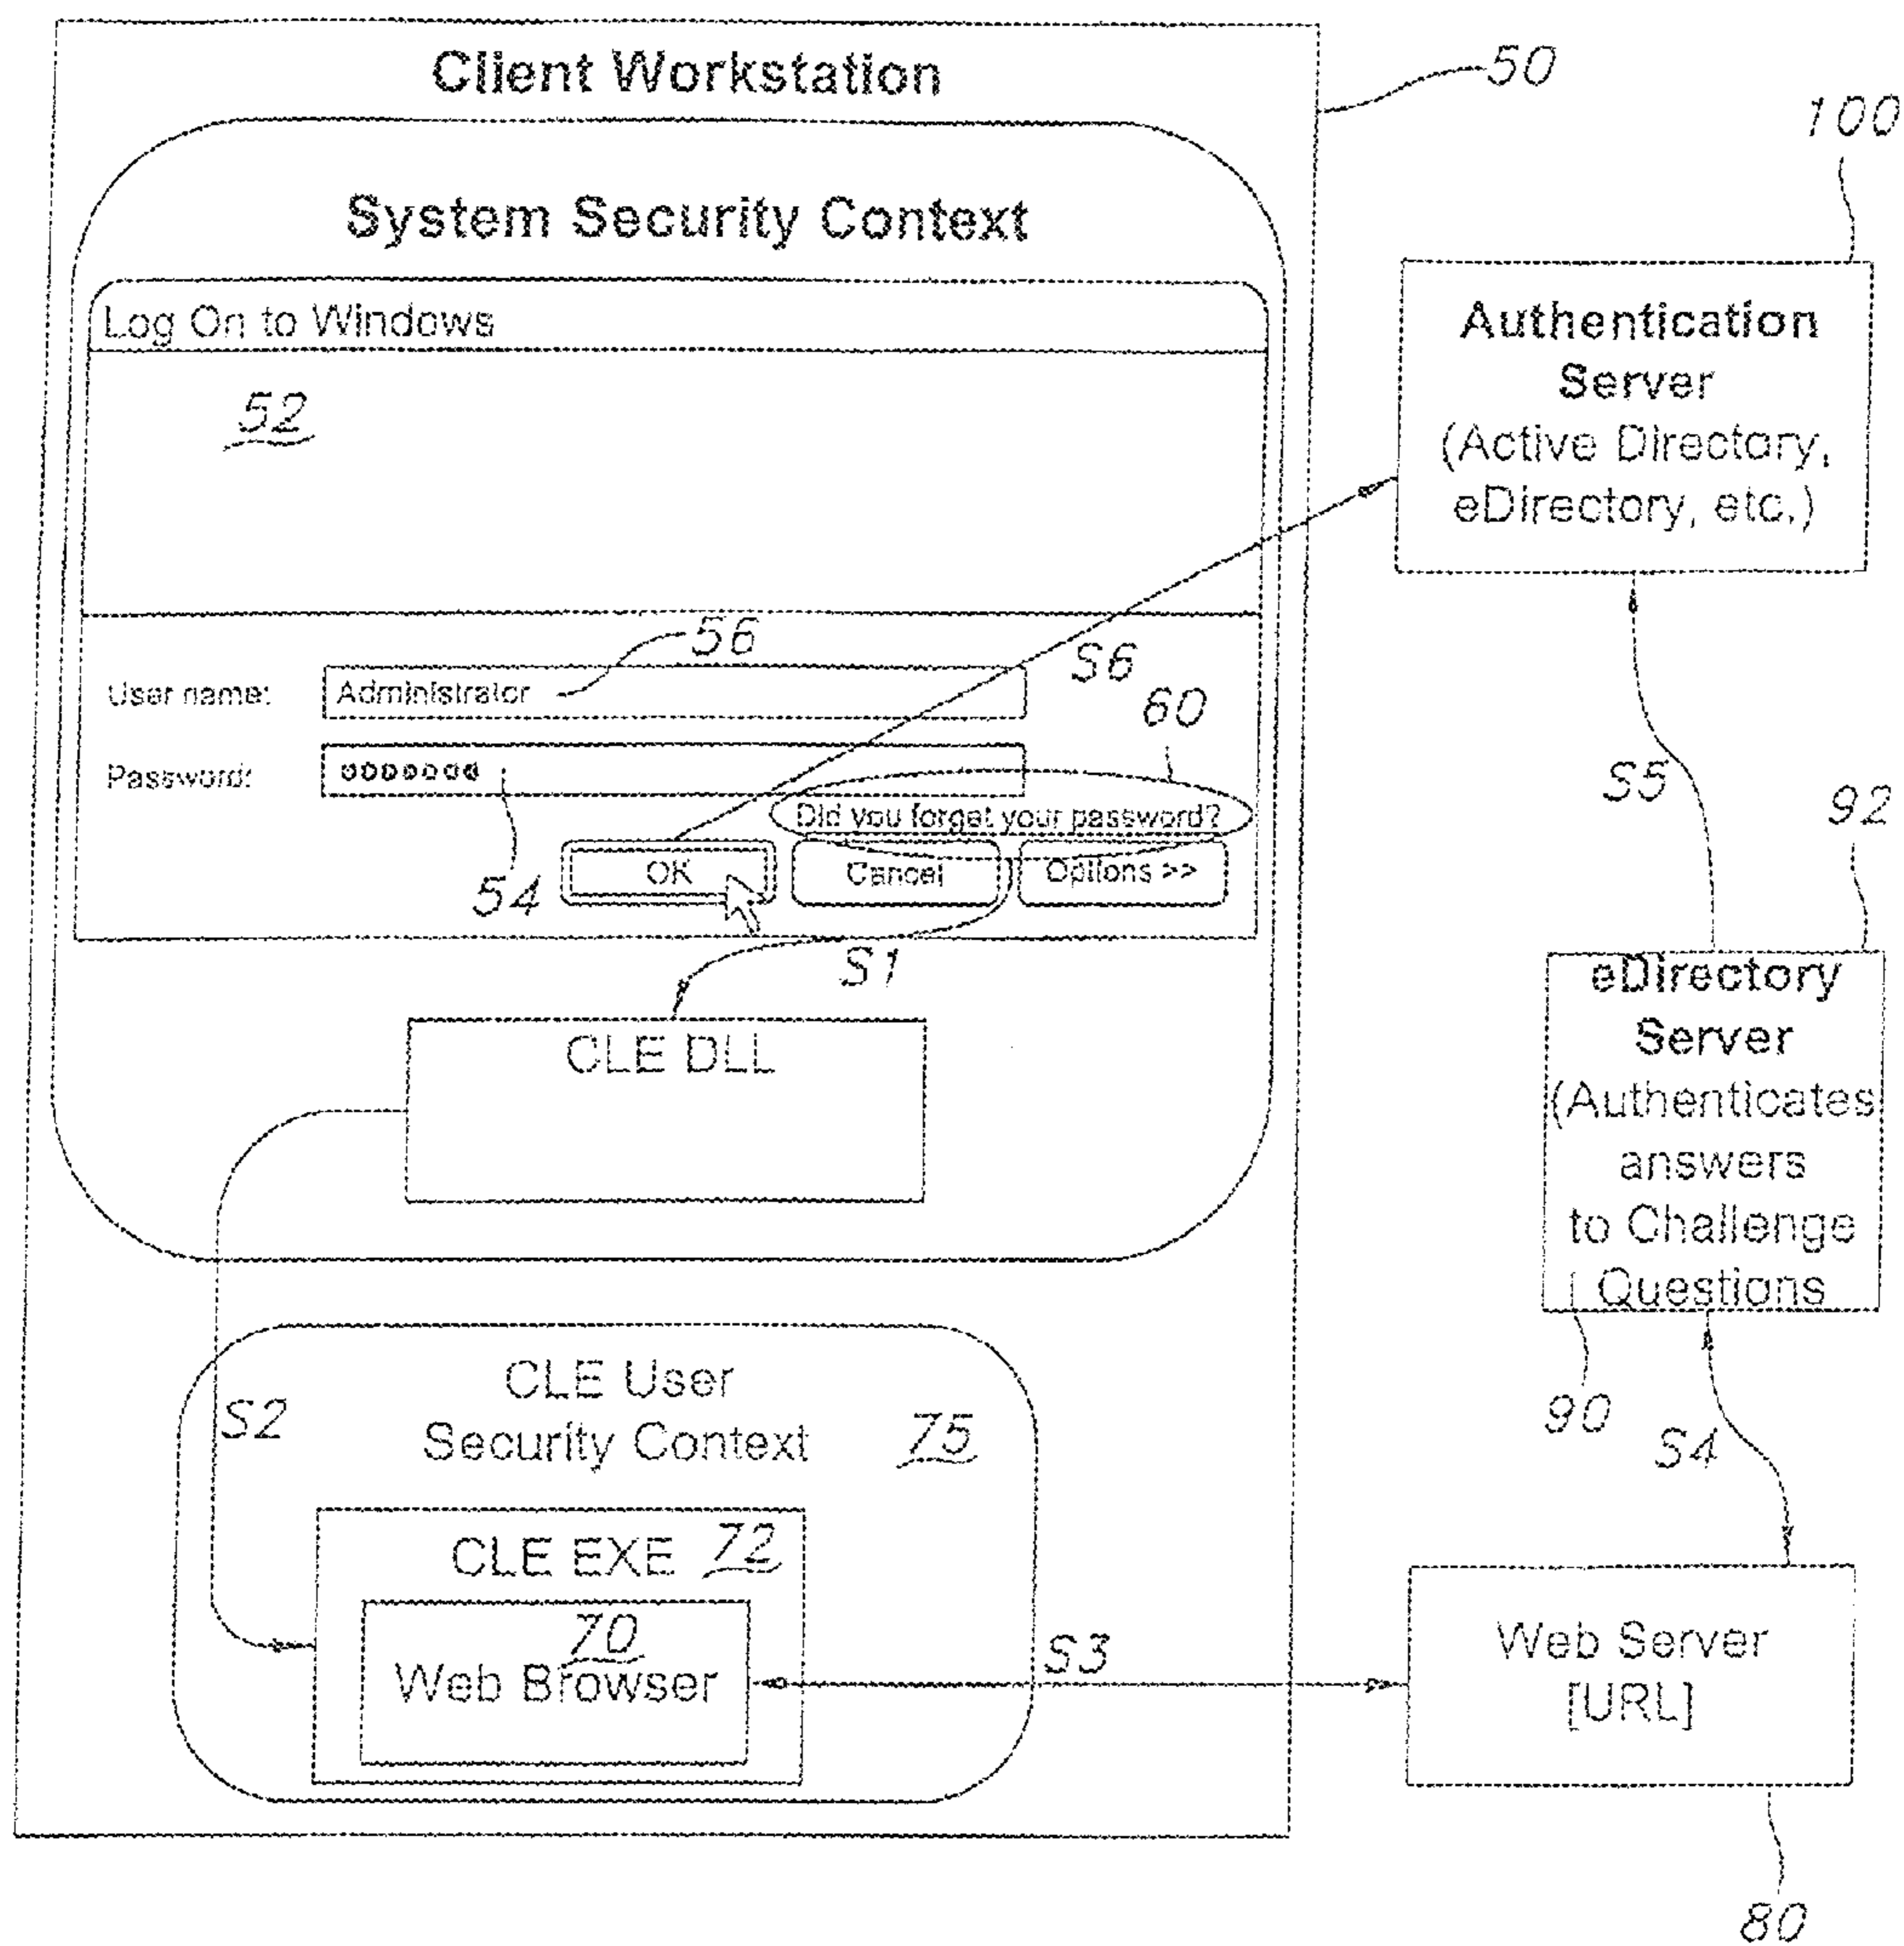 Client Workstation
50
100
System Security Context
Log On to Windows
52
Authentication
Server
(Active Directory,
eDirectory, etc.)
56
S6
60
User name:
Administrator
Password:
Did you forget your password?
54
OK
Cancel
Options >>
S5
92
S1
CLE DLL
eDirectory
Server
(Authenticates
answers
to Challenge
Questions
90
S4
CLE User
Security Context
75
S2
CLE EXE 72
70
Web Browser
S3
Web Server
[URL]
80